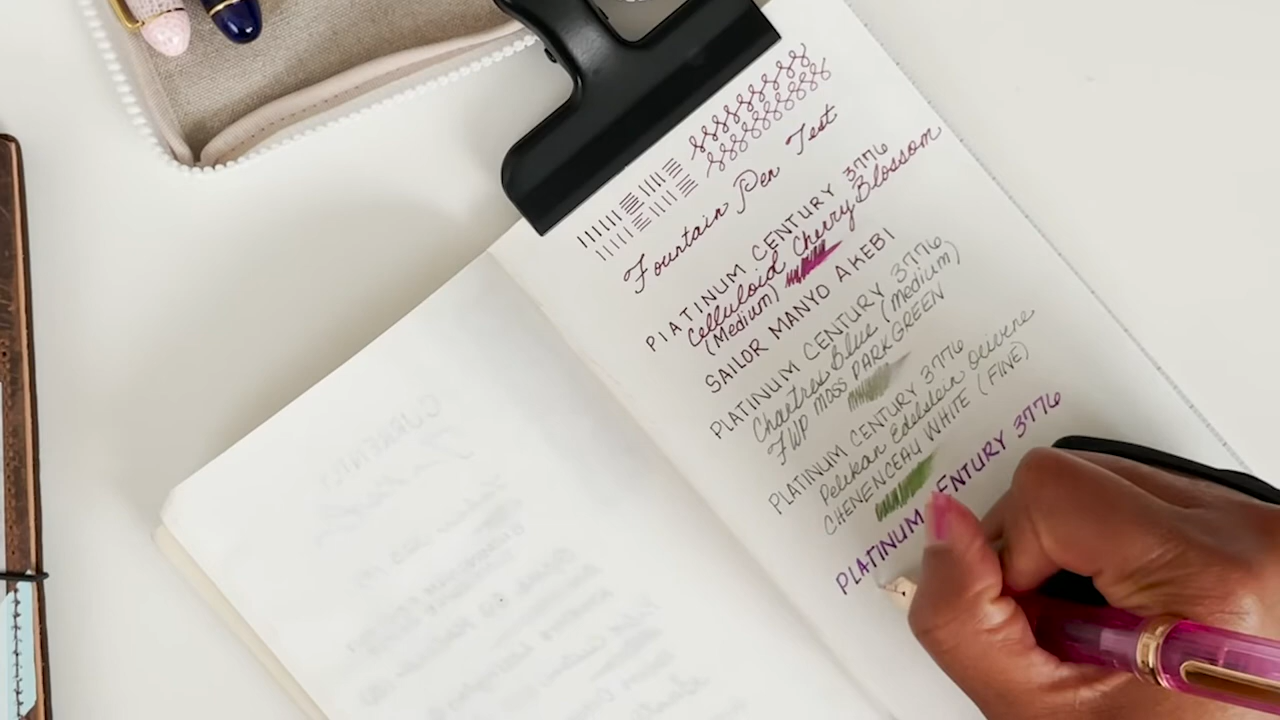 Fountain Pen Test
PLATINUM CENTURY 3776
Celluloid Cherry Blossom
(Medium)
SAILOR MANYO AKEBI
PLATINUM CENTURY 3776
Chartres Blue (Medium)
FWP MOSS PARK GREEN
PLATINUM CENTURY 3776
Pelikan Edelstein Olivine
CHENENCEAU WHITE (FINE)
PLATINUM CENTURY 3776